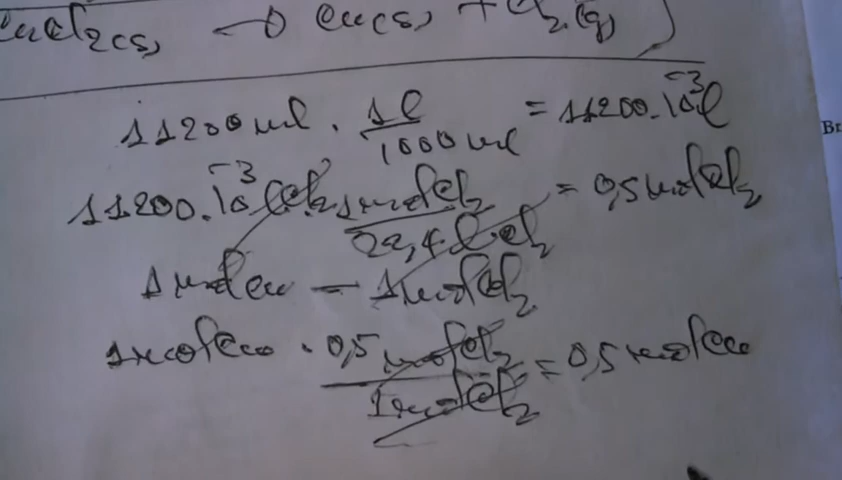 CuCl₂(s) → Cu(s) + Cl₂(g)
11200 ml · 1l / 1000 ml = 11200 · 10⁻³ l
11200 · 10⁻³ l Cl₂ · 1 mol Cl₂ / 22,4 l Cl₂ = 0,5 mol Cl₂
1 mol Cu — 1 mol Cl₂
1 mol Cu · 0,5 mol Cl₂ / 1 mol Cl₂ = 0,5 mol Cu